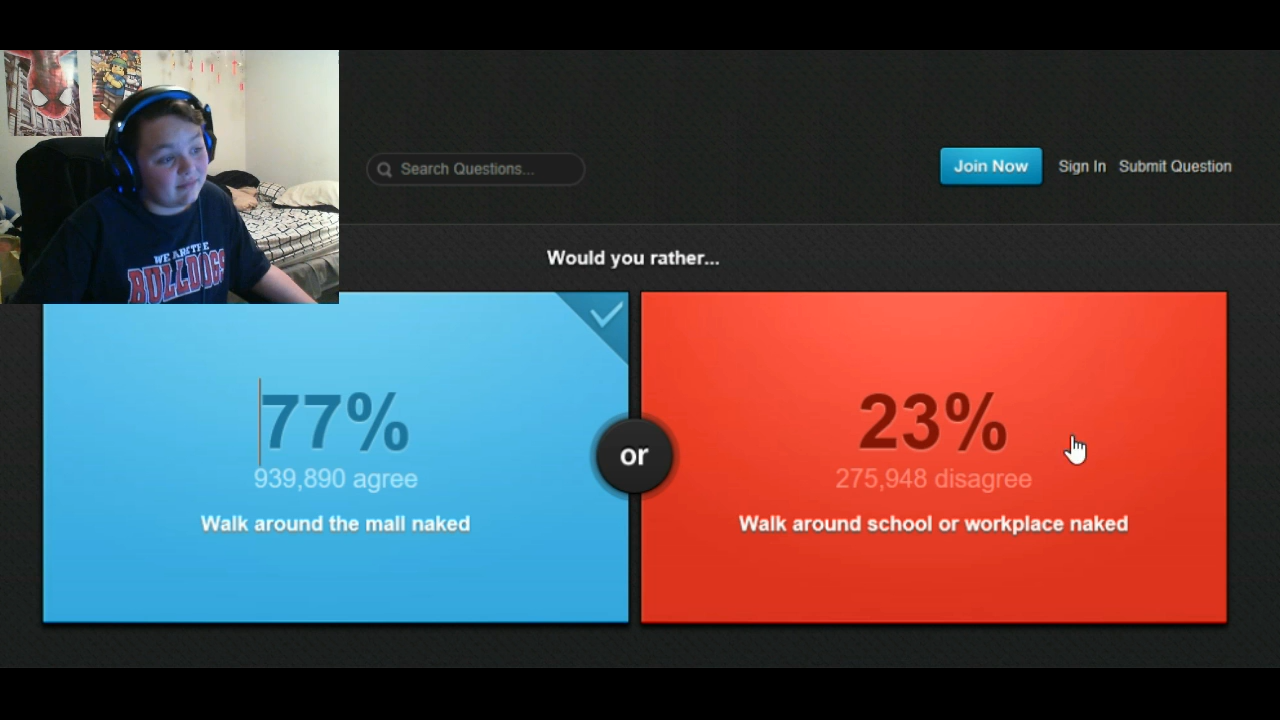 WE ARE THE
BULLDOGS
Search Questions...
Join Now
Sign In
Submit Question
Would you rather...
77%
939,890 agree
Walk around the mall naked
or
23%
275,948 disagree
Walk around school or workplace naked